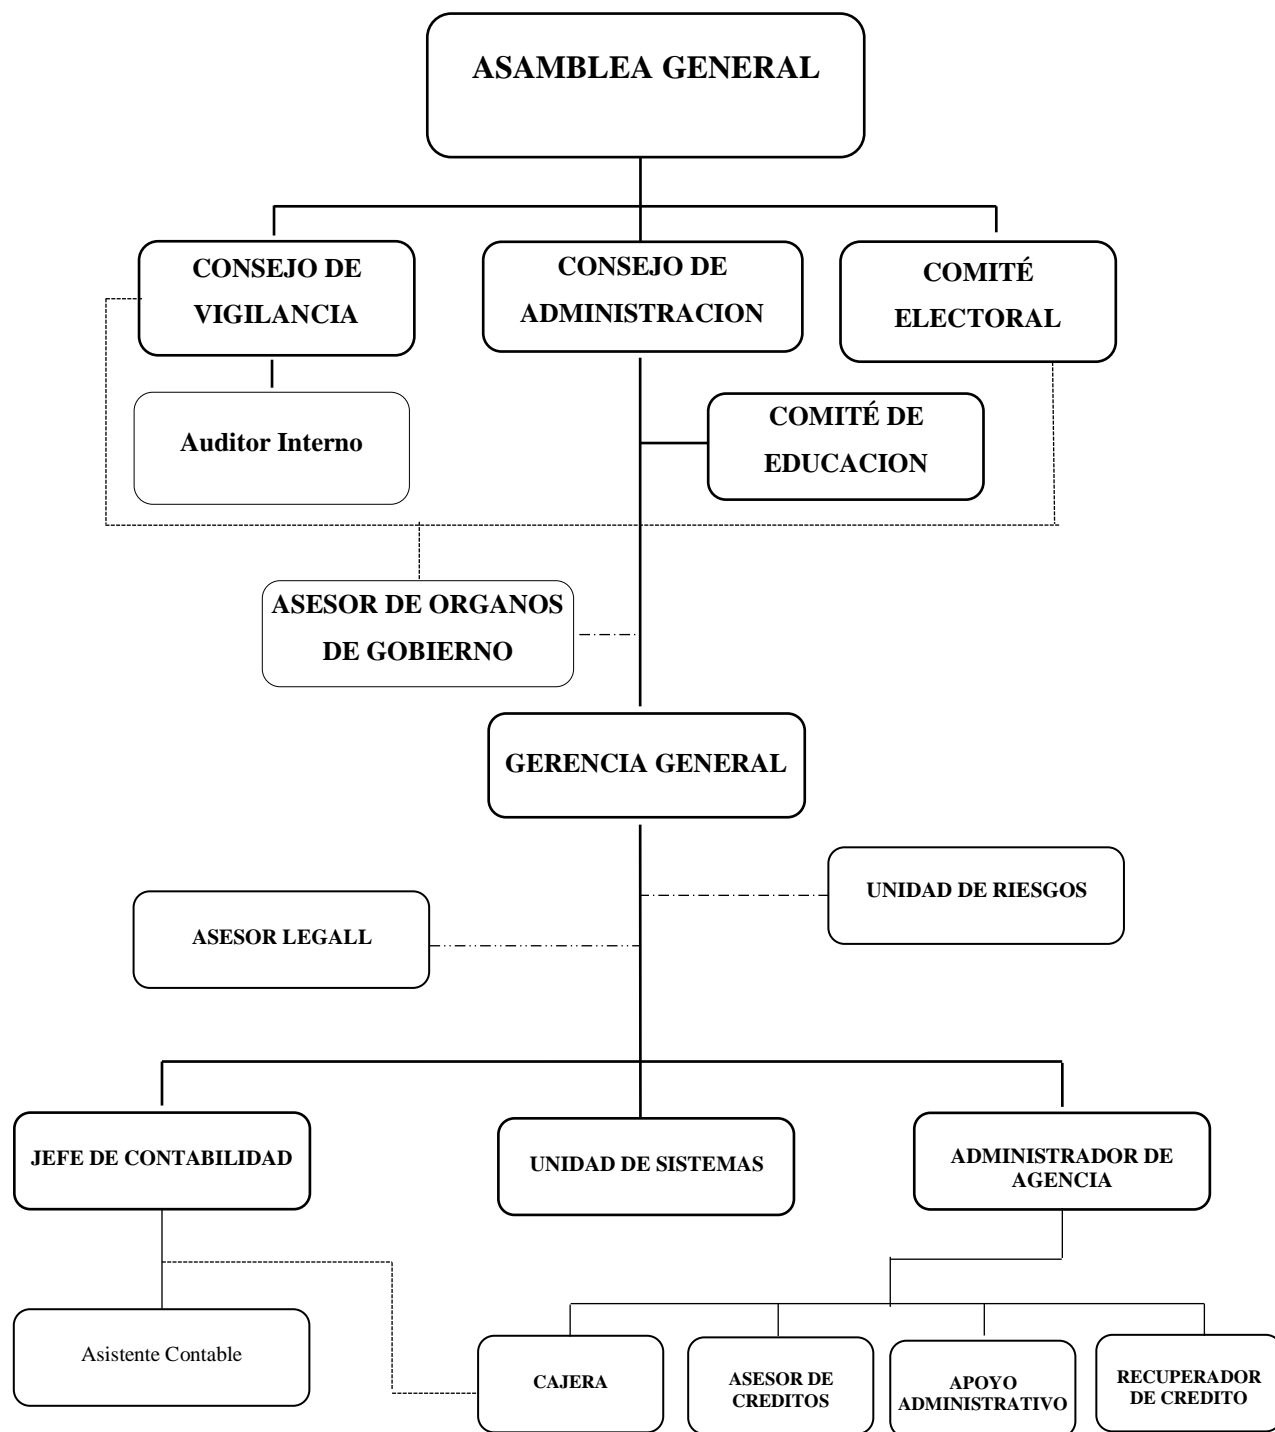 ASAMBLEA GENERAL
CONSEJO DE
VIGILANCIA
CONSEJO DE
ADMINISTRACION
COMITÉ
ELECTORAL
Auditor Interno
COMITÉ DE
EDUCACION
ASESOR DE ORGANOS
DE GOBIERNO
GERENCIA GENERAL
UNIDAD DE RIESGOS
ASESOR LEGALL
JEFE DE CONTABILIDAD
UNIDAD DE SISTEMAS
ADMINISTRADOR DE
AGENCIA
Asistente Contable
CAJERA
ASESOR DE
CREDITOS
APOYO
ADMINISTRATIVO
RECUPERADOR
DE CREDITO